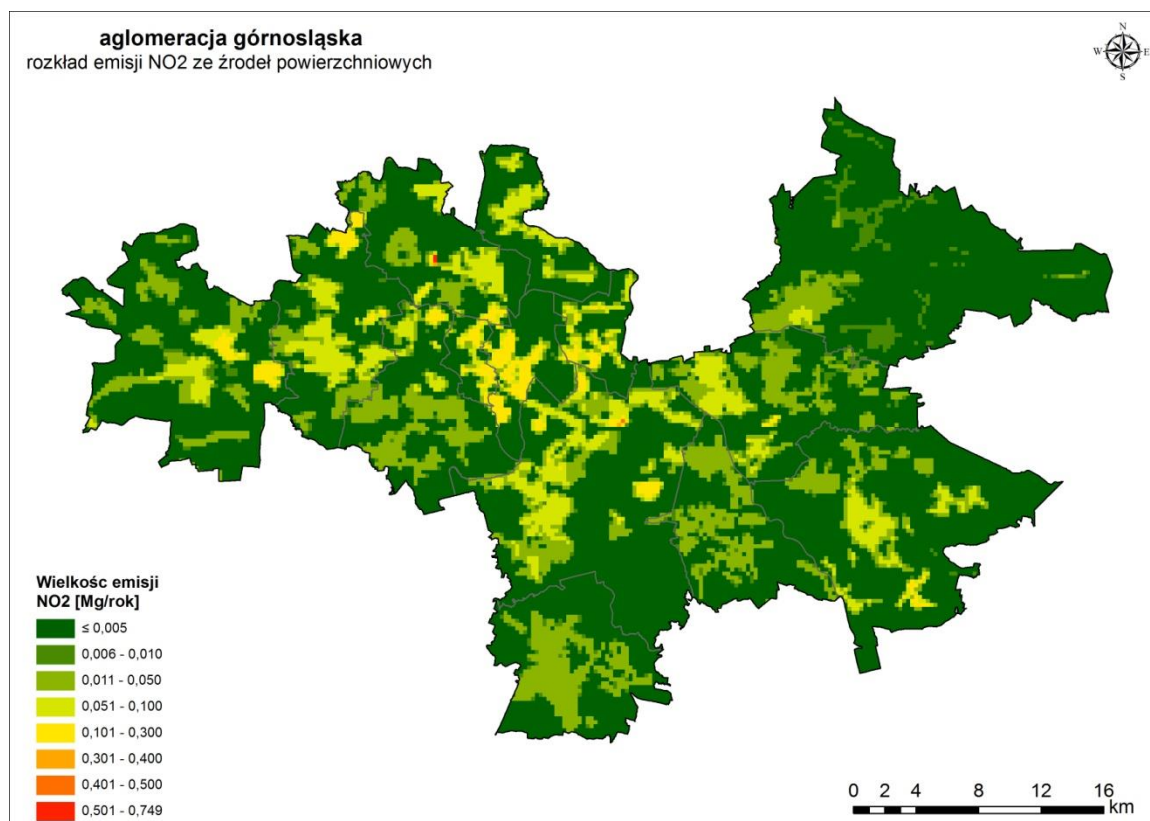 aglomeracja górnosląska
rozkład emisji NO2 ze źrodeł powierzchniowych
N
W E
S
Wielkośc emisji
NO2 [Mg/rok]
≤ 0,005
0,006 - 0,010
0,011 - 0,050
0,051 - 0,100
0,101 - 0,300
0,301 - 0,400
0,401 - 0,500
0,501 - 0,749
0 2 4 8 12 16
km